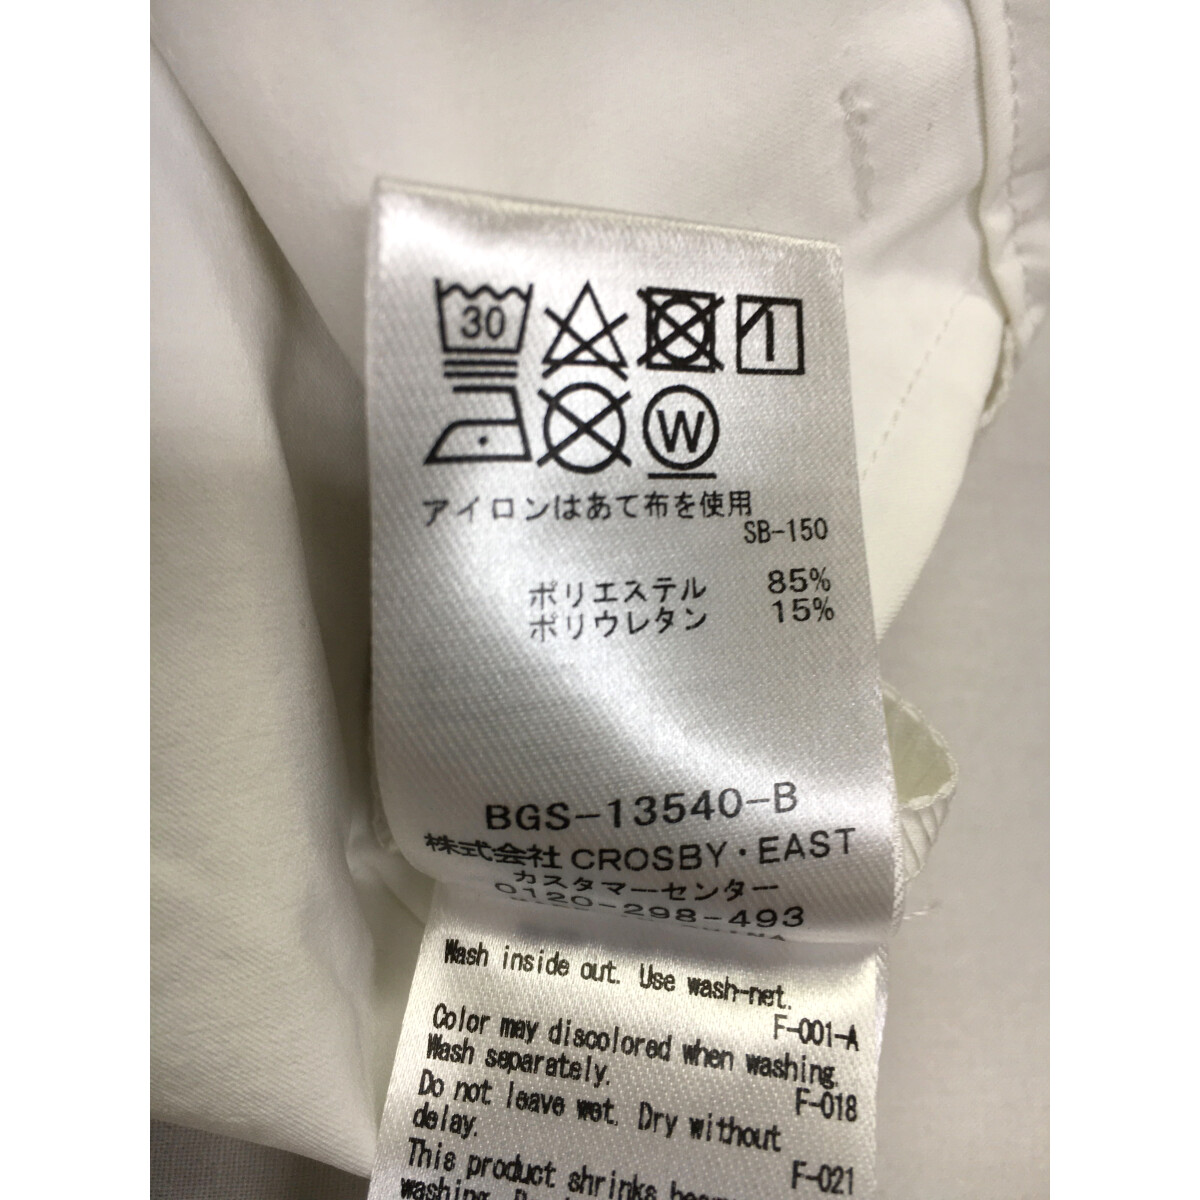 30
W
アイロンはあて布を使用
SB-150
ポリエステル 85%
ポリウレタン 15%
BGS-13540-B
株式会社 CROSBY・EAST
カスタマーセンター
0120-298-493
Wash inside out. Use wash-net.
F-001-A
Color may discolored when washing.
Wash separately.
F-018
Do not leave wet. Dry without
delay.
F-021
This product shrinks
washing.